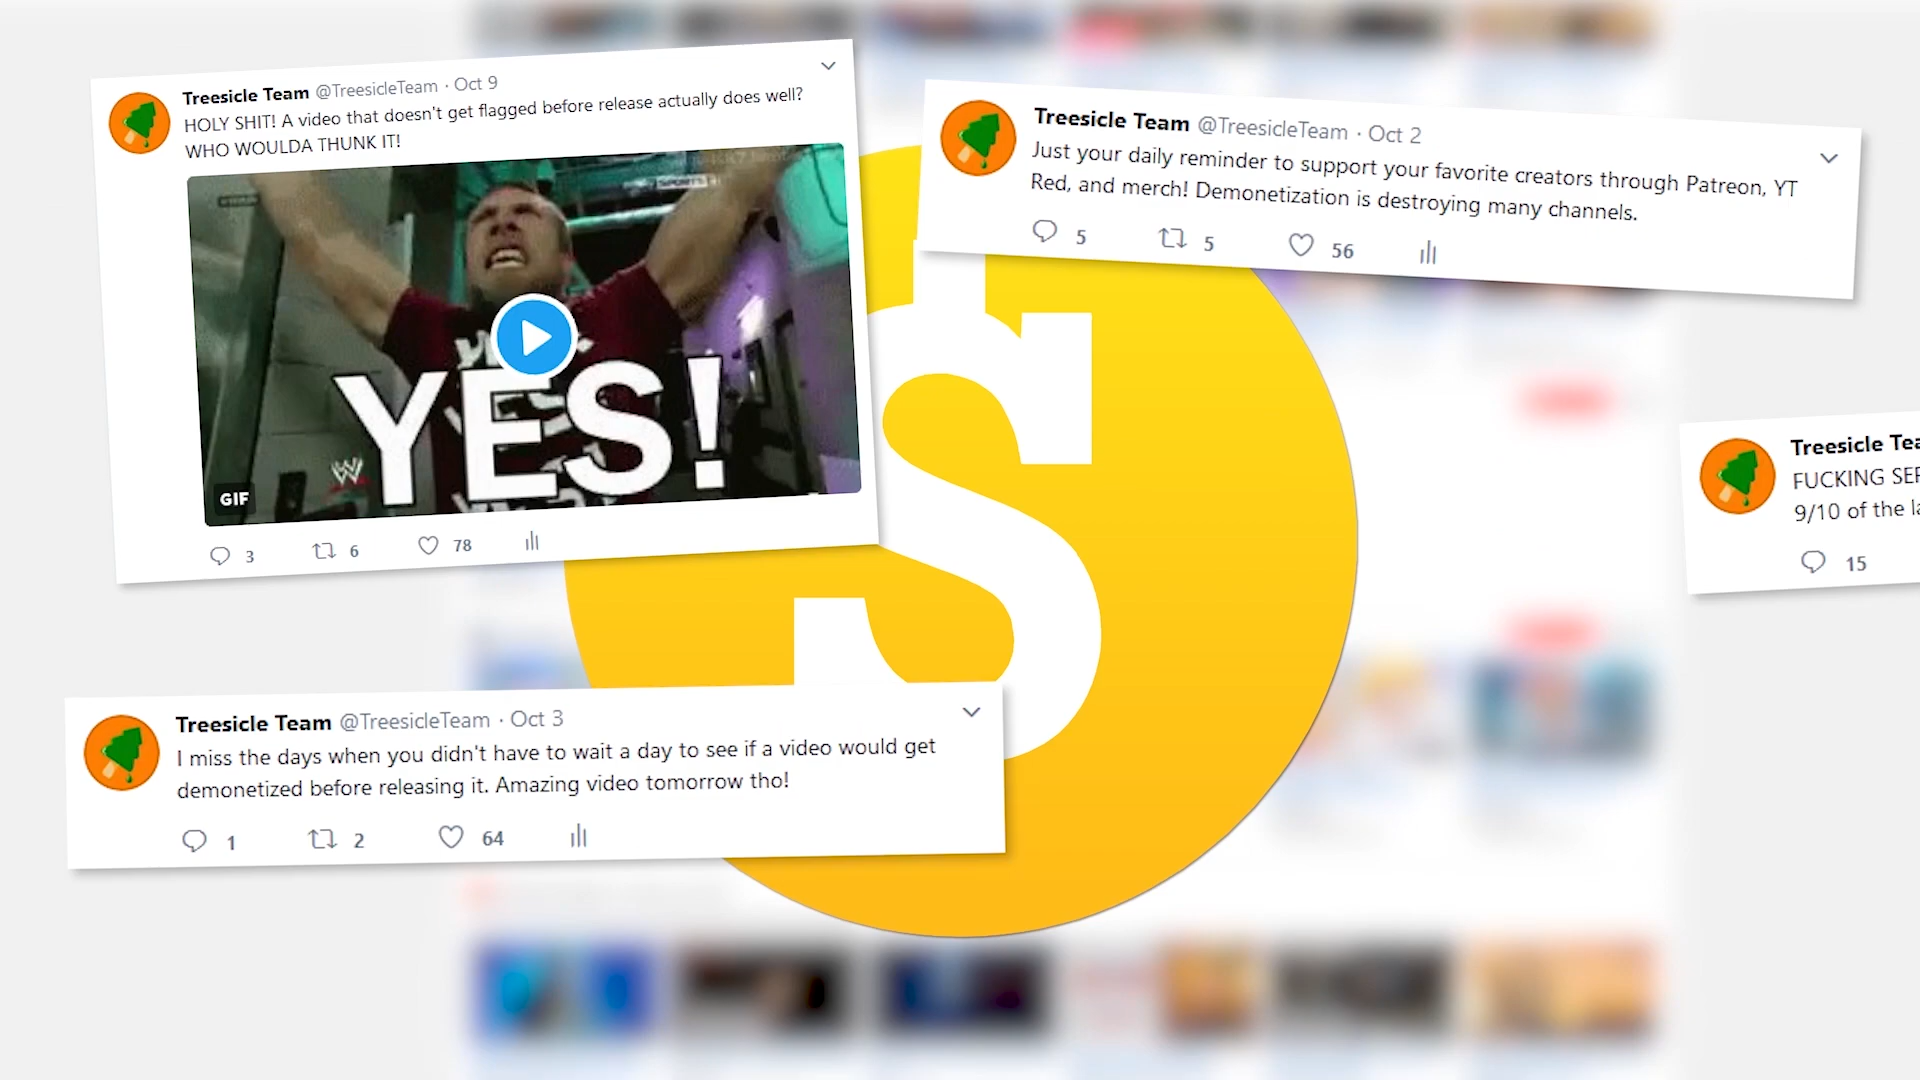 Treesicle Team @TreesicleTeam · Oct 9
HOLY SHIT! A video that doesn't get flagged before release actually does well?
WHO WOULDA THUNK IT!
YES!
W
GIF
3 6 78
Treesicle Team @TreesicleTeam · Oct 2
Just your daily reminder to support your favorite creators through Patreon, YT
Red, and merch! Demonetization is destroying many channels.
5 5 56
S
Treesicle
FUCKING
9/10 of the
15
Treesicle Team @TreesicleTeam · Oct 3
I miss the days when you didn't have to wait a day to see if a video would get
demonetized before releasing it. Amazing video tomorrow tho!
1 2 64